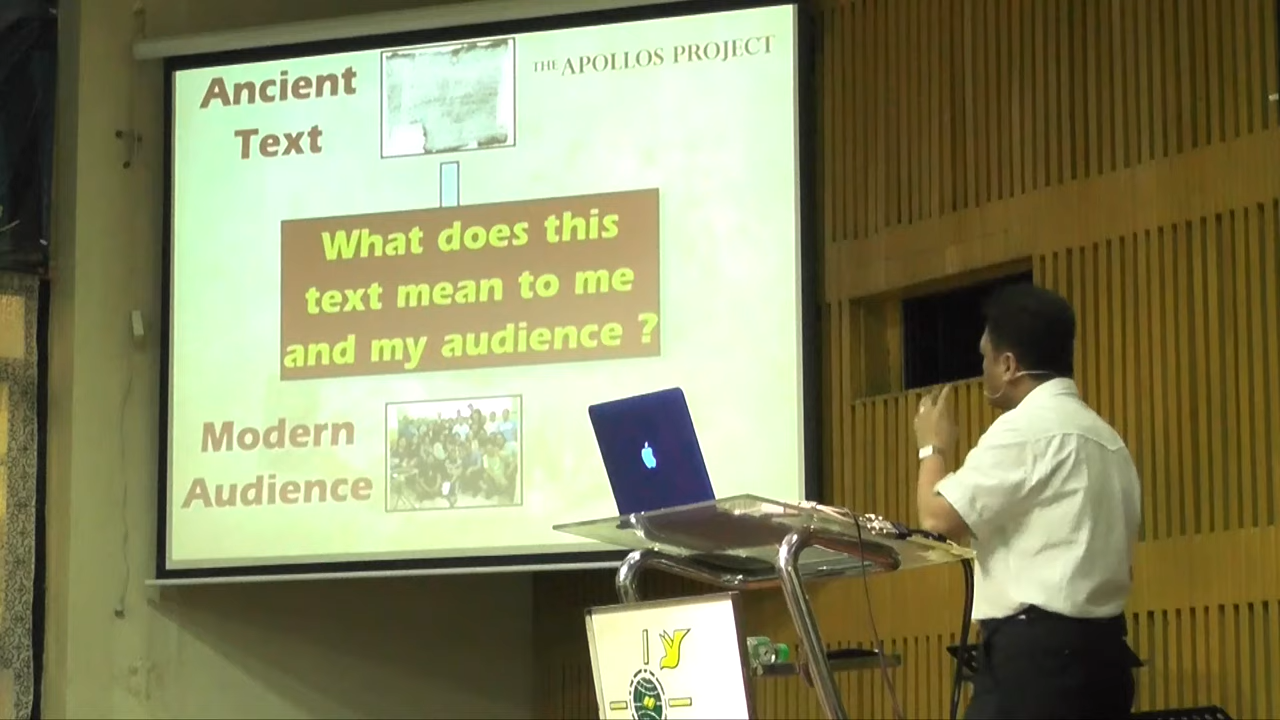 THE APOLLOS PROJECT
Ancient
Text
What does this
text mean to me
and my audience ?
Modern
Audience